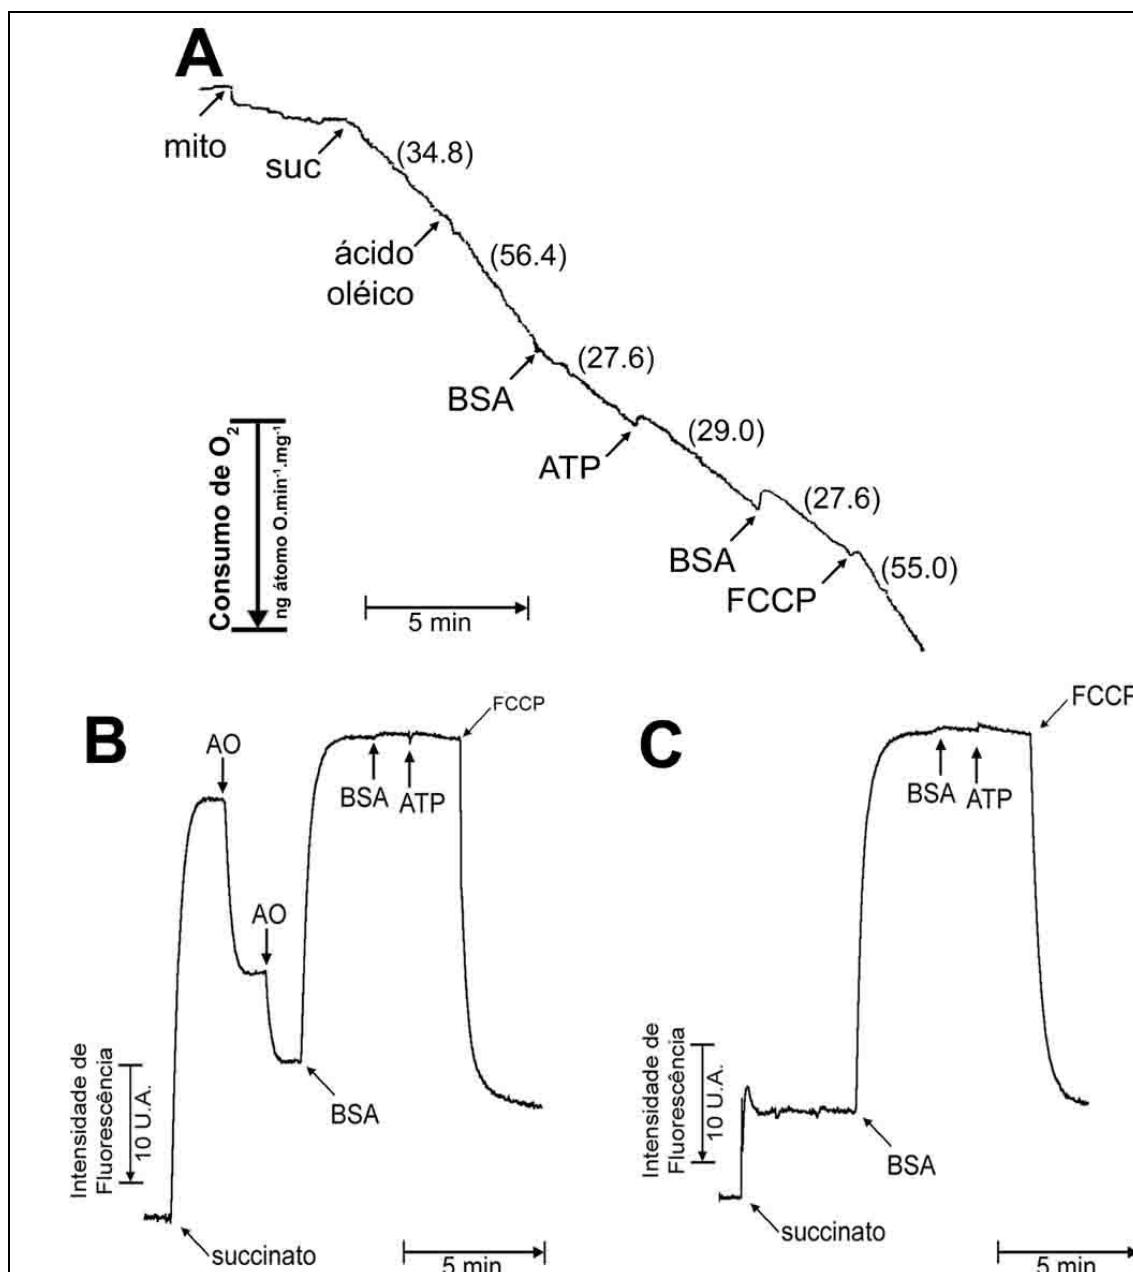 A
mito
suc
(34.8)
ácido
oléico
(56.4)
BSA
(27.6)
ATP
(29.0)
BSA
(27.6)
FCCP
(55.0)
Consumo de O2
ng átomo O.min-1.mg-1
5 min
B
AO
AO
BSA
BSA
ATP
FCCP
Intensidade de
Fluorescência
10 U.A.
succinato
5 min
C
FCCP
BSA
ATP
BSA
Intensidade de
Fluorescência
10 U.A.
succinato
5 min